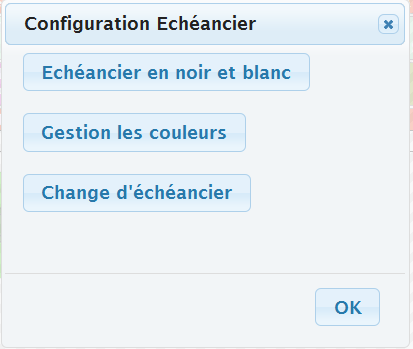 Configuration Echéancier
Echéancier en noir et blanc
Gestion les couleurs
Change d'échéancier
OK